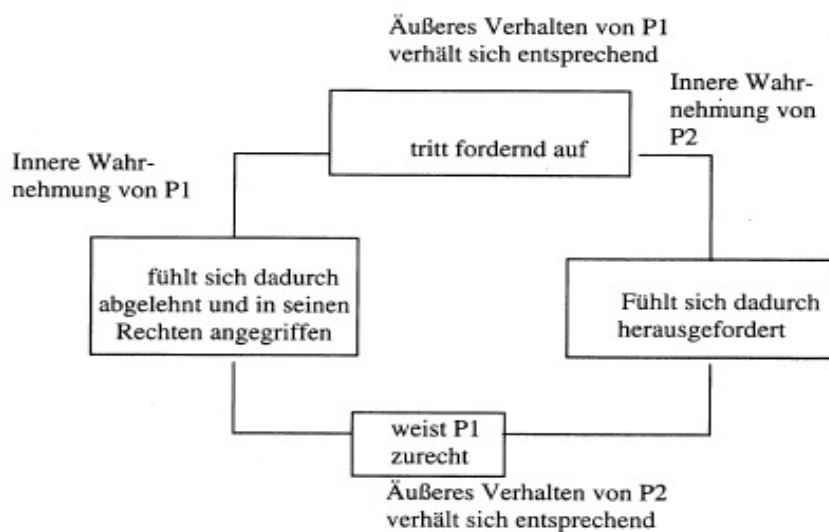 Äußeres Verhalten von P1
verhält sich entsprechend
Innere Wahr-
nehmung von
P2
tritt fordernd auf
Innere Wahr-
nehmung von P1
fühlt sich dadurch
abgelehnt und in seinen
Rechten angegriffen
Fühlt sich dadurch
herausgefordert
weist P1
zurecht
Äußeres Verhalten von P2
verhält sich entsprechend